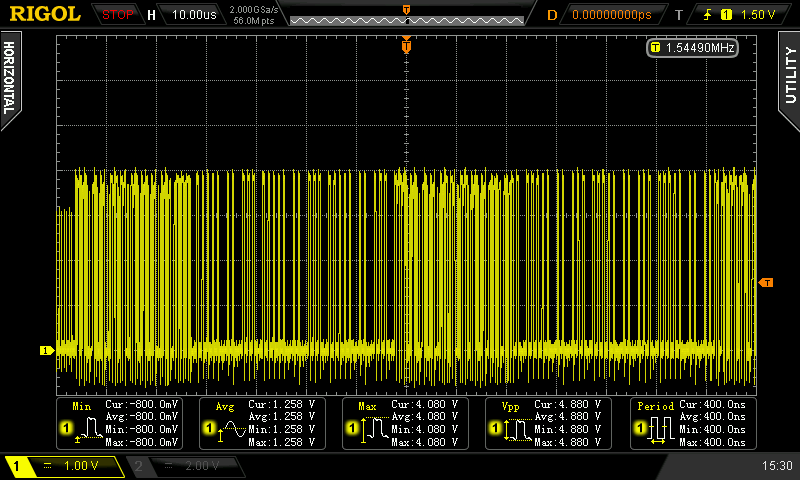 RIGOL STOP H 10.00us 2.000GSa/s D 0.00000000ps T 1 1.50 V
56.0M pts
T
T
T 1.54490MHz
HORIZONTAL
UTILITY
T
1
Min Cur:-800.0mV
Avg:-800.0mV
1 Min:-800.0mV
Max:-800.0mV
Avg Cur:1.258 V
Avg:1.258 V
1 Min:1.258 V
Max:1.258 V
Max Cur:4.080 V
Avg:4.080 V
1 Min:4.080 V
Max:4.080 V
Vpp Cur:4.880 V
Avg:4.880 V
1 Min:4.880 V
Max:4.880 V
Period Cur:400.0ns
Avg:400.0ns
1 Min:400.0ns
Max:400.0ns
1 1.00 V 2 2.00 V 15:30